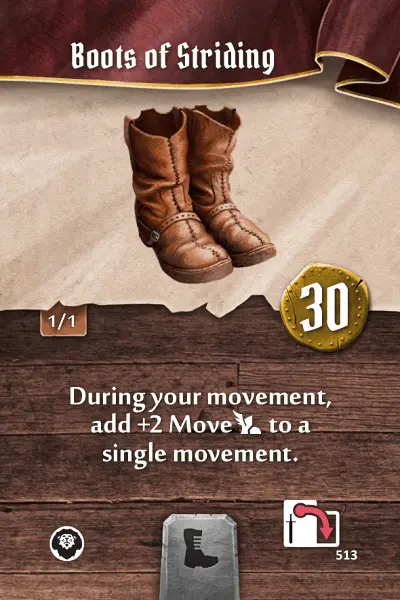 Boots of Striding
1/1
30
During your movement,
add +2 Move to a
single movement.
513